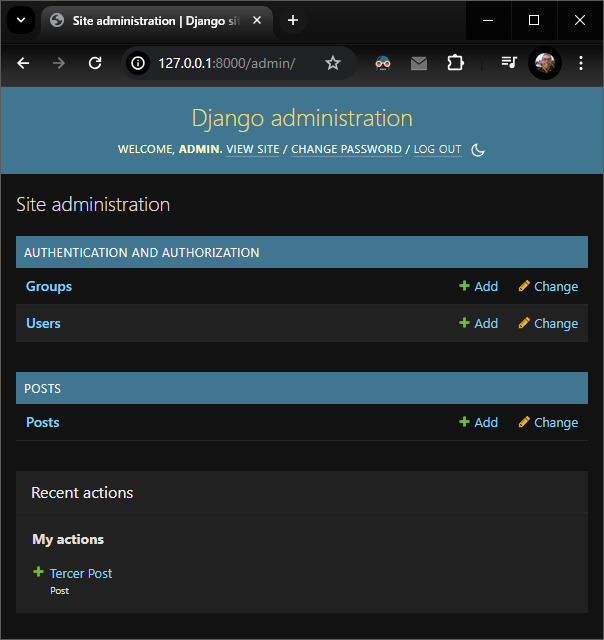 Site administration | Django sit
127.0.0.1:8000/admin/
Django administration
WELCOME, ADMIN. VIEW SITE / CHANGE PASSWORD / LOG OUT
Site administration
AUTHENTICATION AND AUTHORIZATION
Groups Add Change
Users Add Change
POSTS
Posts Add Change
Recent actions
My actions
Tercer Post
Post